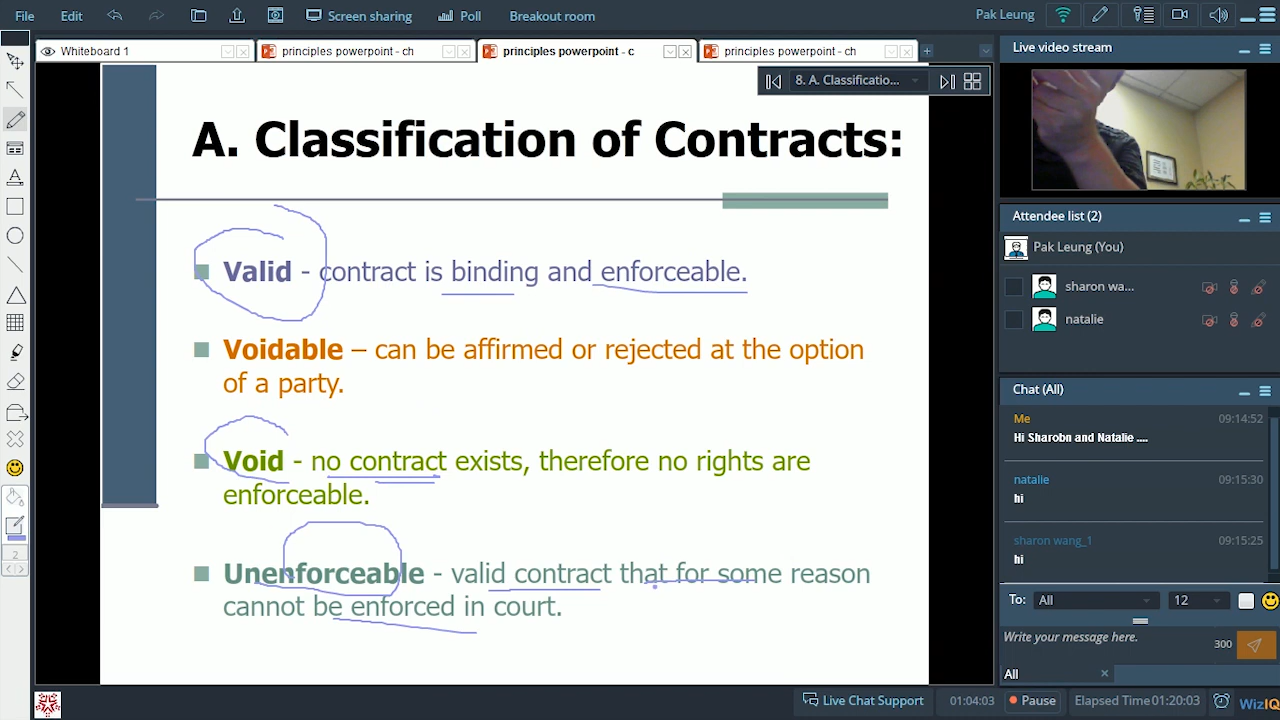 File Edit Screen sharing Poll Breakout room Pak Leung
Whiteboard 1 principles powerpoint - ch principles powerpoint - c principles powerpoint - ch
Live video stream
8. A. Classificatio...
A. Classification of Contracts:
Valid - contract is binding and enforceable.
Voidable – can be affirmed or rejected at the option
of a party.
Void - no contract exists, therefore no rights are
enforceable.
Unenforceable - valid contract that for some reason
cannot be enforced in court.
2
Attendee list (2)
Pak Leung (You)
sharon wa...
natalie
Chat (All)
Me 09:14:52
Hi Sharobn and Natalie ....
natalie 09:15:30
hi
sharon wang_1 09:15:25
hi
To: All 12
Write your message here. 300
All
Live Chat Support 01:04:03 Pause Elapsed Time 01:20:03 WizIQ